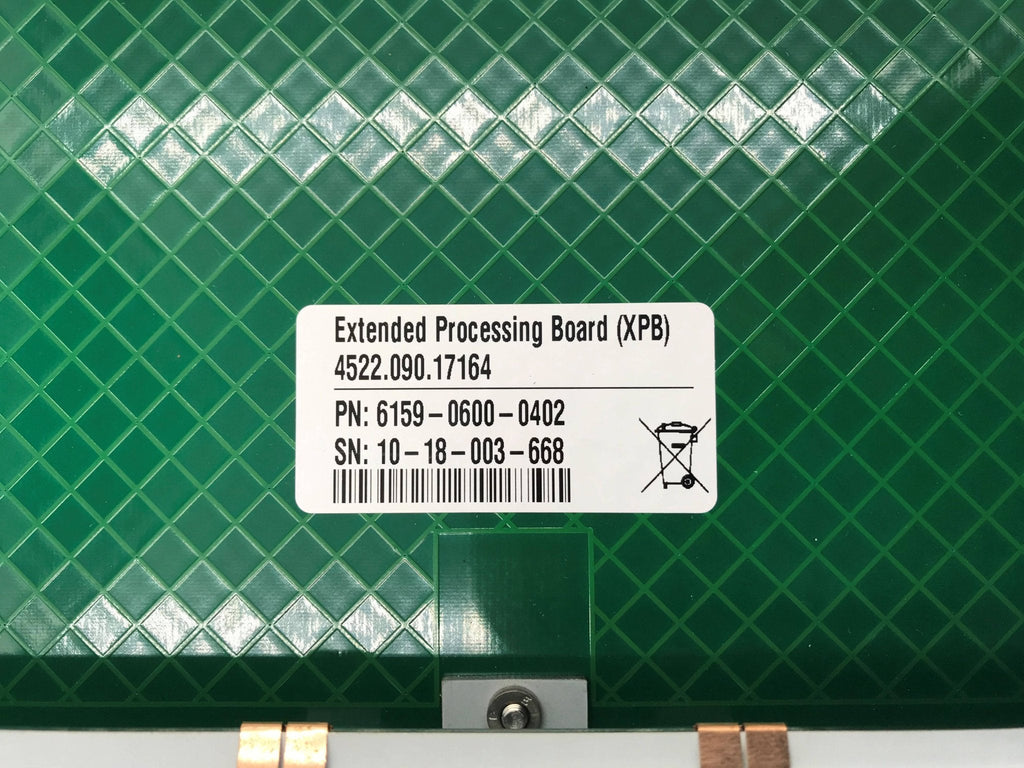 Extended Processing Board (XPB)
4522.090.17164
PN: 6159-0600-0402
SN: 10-18-003-668